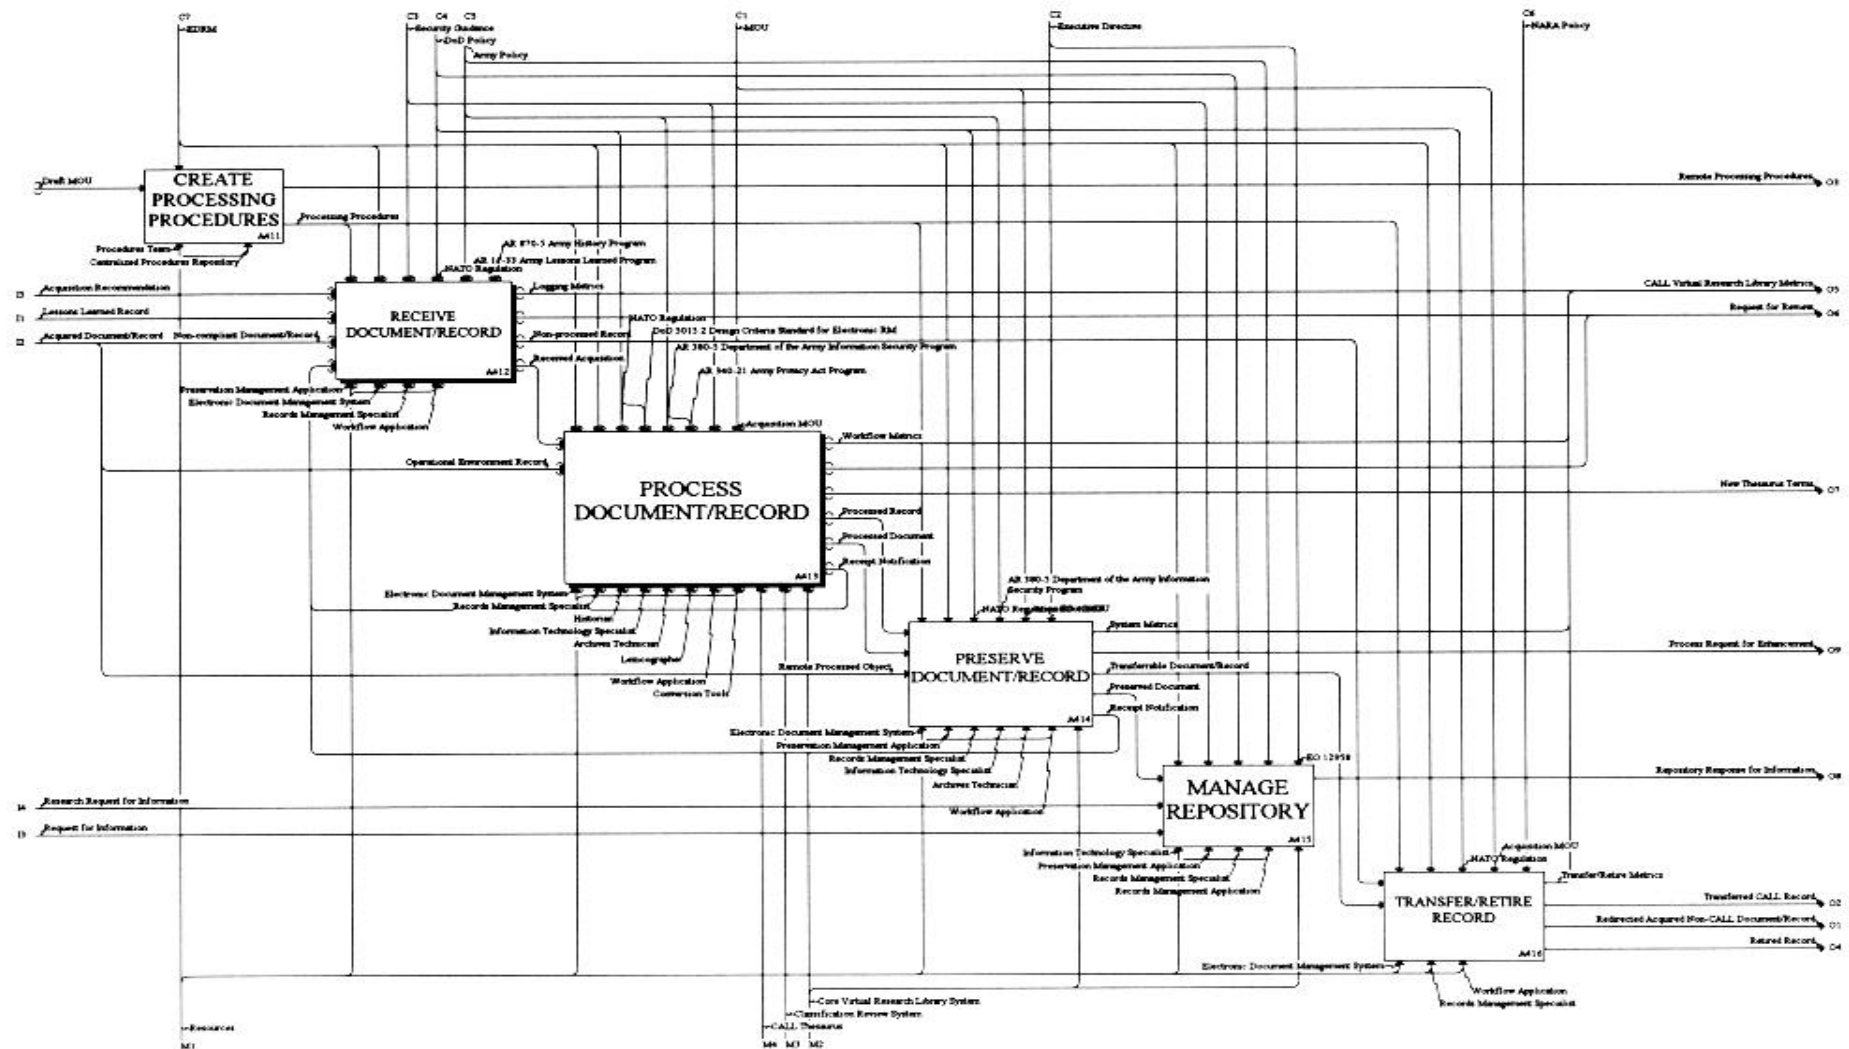 C7
EDRM
C3
Security Guidance
C4
DoD Policy
C5
Army Policy
C1
MOU
C2
Executive Directive
C6
NARA Policy
Draft MOU
CREATE
PROCESSING
PROCEDURES
A411
Remote Processing Procedures
O3
Processing Procedures
Procedures Team
Centralized Procedures Repository
AR 870-5 Army History Program
AR 11-33 Army Lessons Learned Program
NATO Regulation
Acquisition Recommendation
Lessons Learned Record
Acquired Document/Record
Non-compliant Document/Record
RECEIVE
DOCUMENT/RECORD
A412
Logging Metrics
CALL Virtual Research Library Metrics
O5
Request for Review
O6
Non-processed Record
Received Acquisition
NATO Regulation
DoD 5015.2 Design Criteria Standard for Electronic RM
AR 380-5 Department of the Army Information Security Program
AR 340-21 Army Privacy Act Program
Preservation Management Application
Electronic Document Management System
Records Management Specialist
Workflow Application
Acquisition MOU
Operational Environment Record
PROCESS
DOCUMENT/RECORD
A413
Workflow Metrics
New Thesaurus Terms
O7
Processed Record
Processed Document
Receipt Notification
Electronic Document Management System
Records Management Specialist
Historian
Information Technology Specialist
Archives Technician
Lexicographer
Workflow Application
Conversion Tools
AR 380-5 Department of the Army Information
Security Program
NATO Regulation
Remote Processed Object
PRESERVE
DOCUMENT/RECORD
A414
System Metrics
Process Request for Enhancement
O9
Transferrable Document/Record
Preserved Document
Receipt Notification
Electronic Document Management System
Preservation Management Application
Records Management Specialist
Information Technology Specialist
Archives Technician
Workflow Application
EO 12958
I4
Research Request for Information
Request for Information
MANAGE
REPOSITORY
A415
Repository Response for Information
O8
Information Technology Specialist
Preservation Management Application
Records Management Specialist
Records Management Application
Acquisition MOU
NATO Regulation
TRANSFER/RETIRE
RECORD
A416
Transfer/Retire Metrics
Transferred CALL Record
O2
Redirected Acquired Non-CALL Document/Record
O1
Retired Record
O4
Electronic Document Management System
Workflow Application
Records Management Specialist
Core Virtual Research Library System
Classification Review System
CALL Thesaurus
Resources
M1
M4
M3
M2